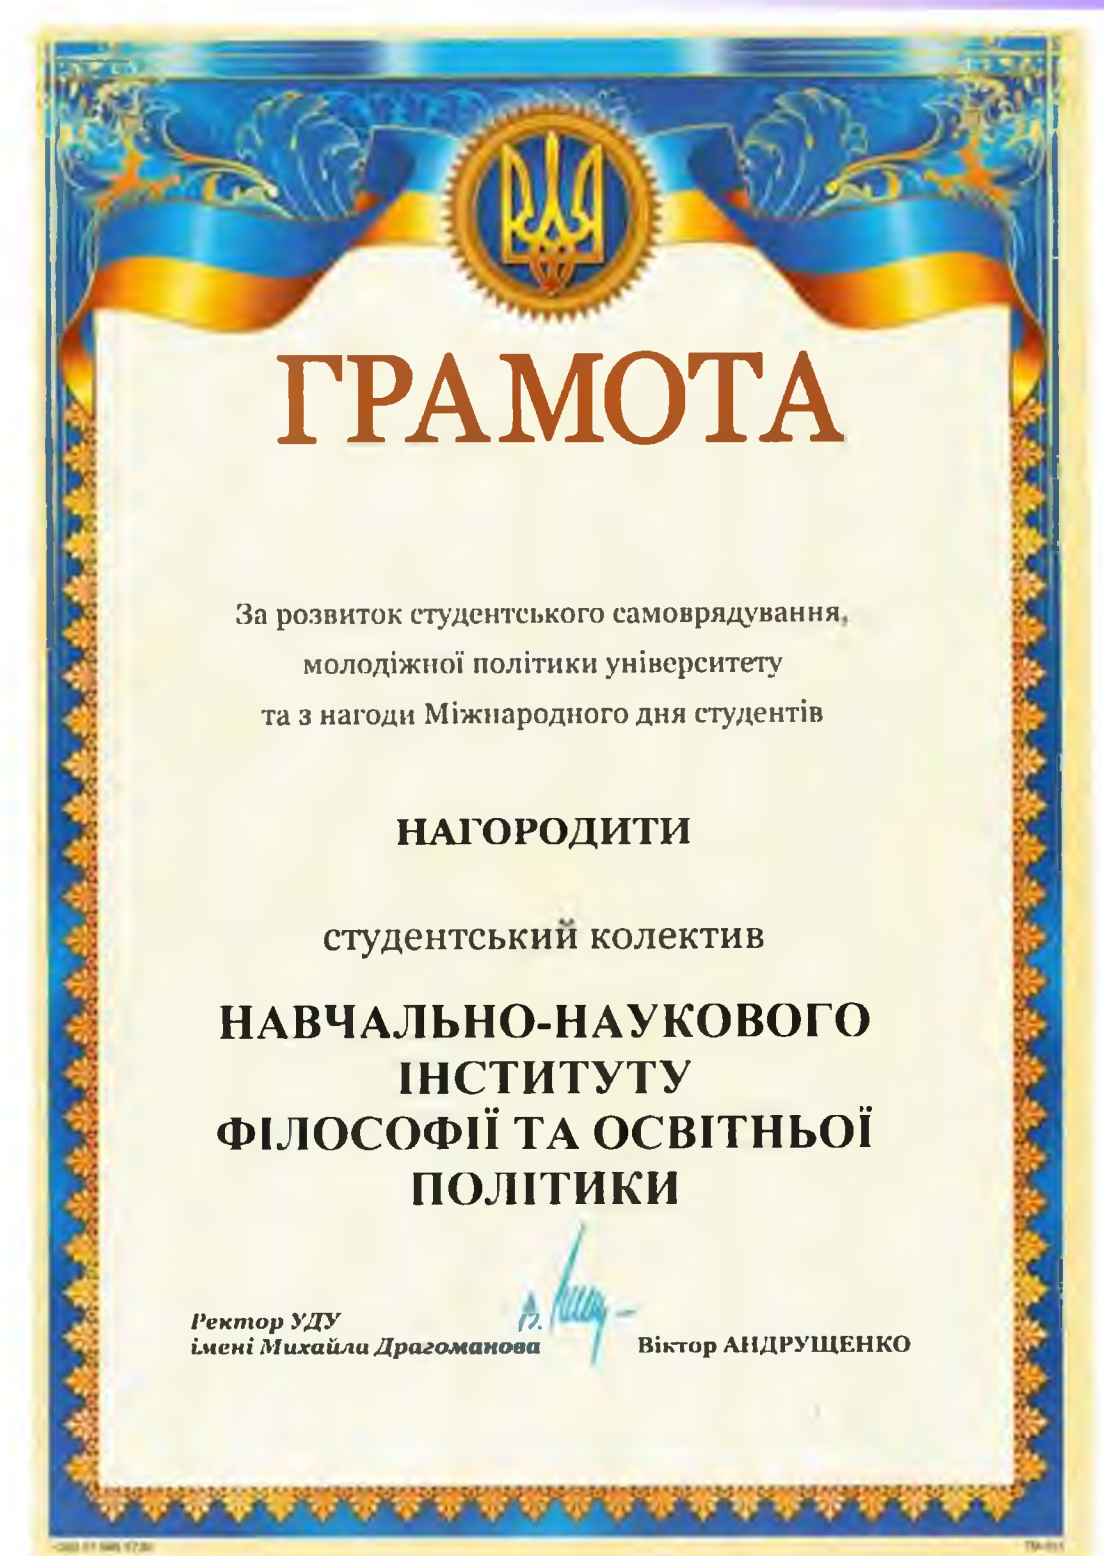 ГРАМОТА
За розвиток студентського самоврядування,
молодіжної політики університету
та з нагоди Міжнародного дня студентів
НАГОРОДИТИ
студентський колектив
НАВЧАЛЬНО-НАУКОВОГО
ІНСТИТУТУ
ФІЛОСОФІЇ ТА ОСВІТНЬОЇ
ПОЛІТИКИ
Ректор УДУ
імені Михайла Драгоманова
Віктор АНДРУЩЕНКО